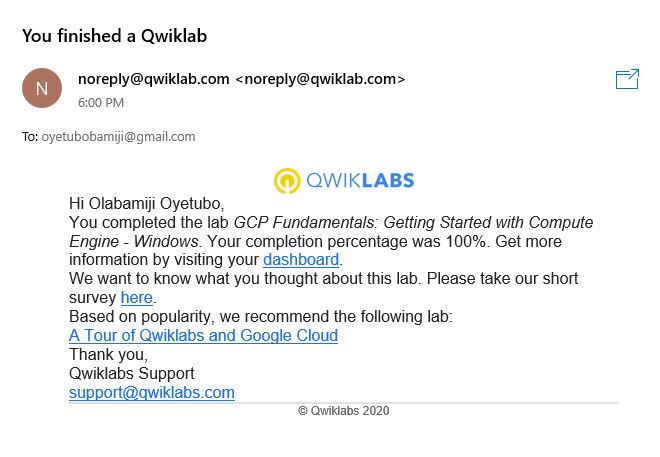 You finished a Qwiklab
N
noreply@qwiklab.com <noreply@qwiklab.com>
6:00 PM
To: oyetubobamiji@gmail.com
QWIKLABS
Hi Olabamiji Oyetubo,
You completed the lab GCP Fundamentals: Getting Started with Compute
Engine - Windows. Your completion percentage was 100%. Get more
information by visiting your dashboard.
We want to know what you thought about this lab. Please take our short
survey here.
Based on popularity, we recommend the following lab:
A Tour of Qwiklabs and Google Cloud
Thank you,
Qwiklabs Support
support@qwiklabs.com
© Qwiklabs 2020